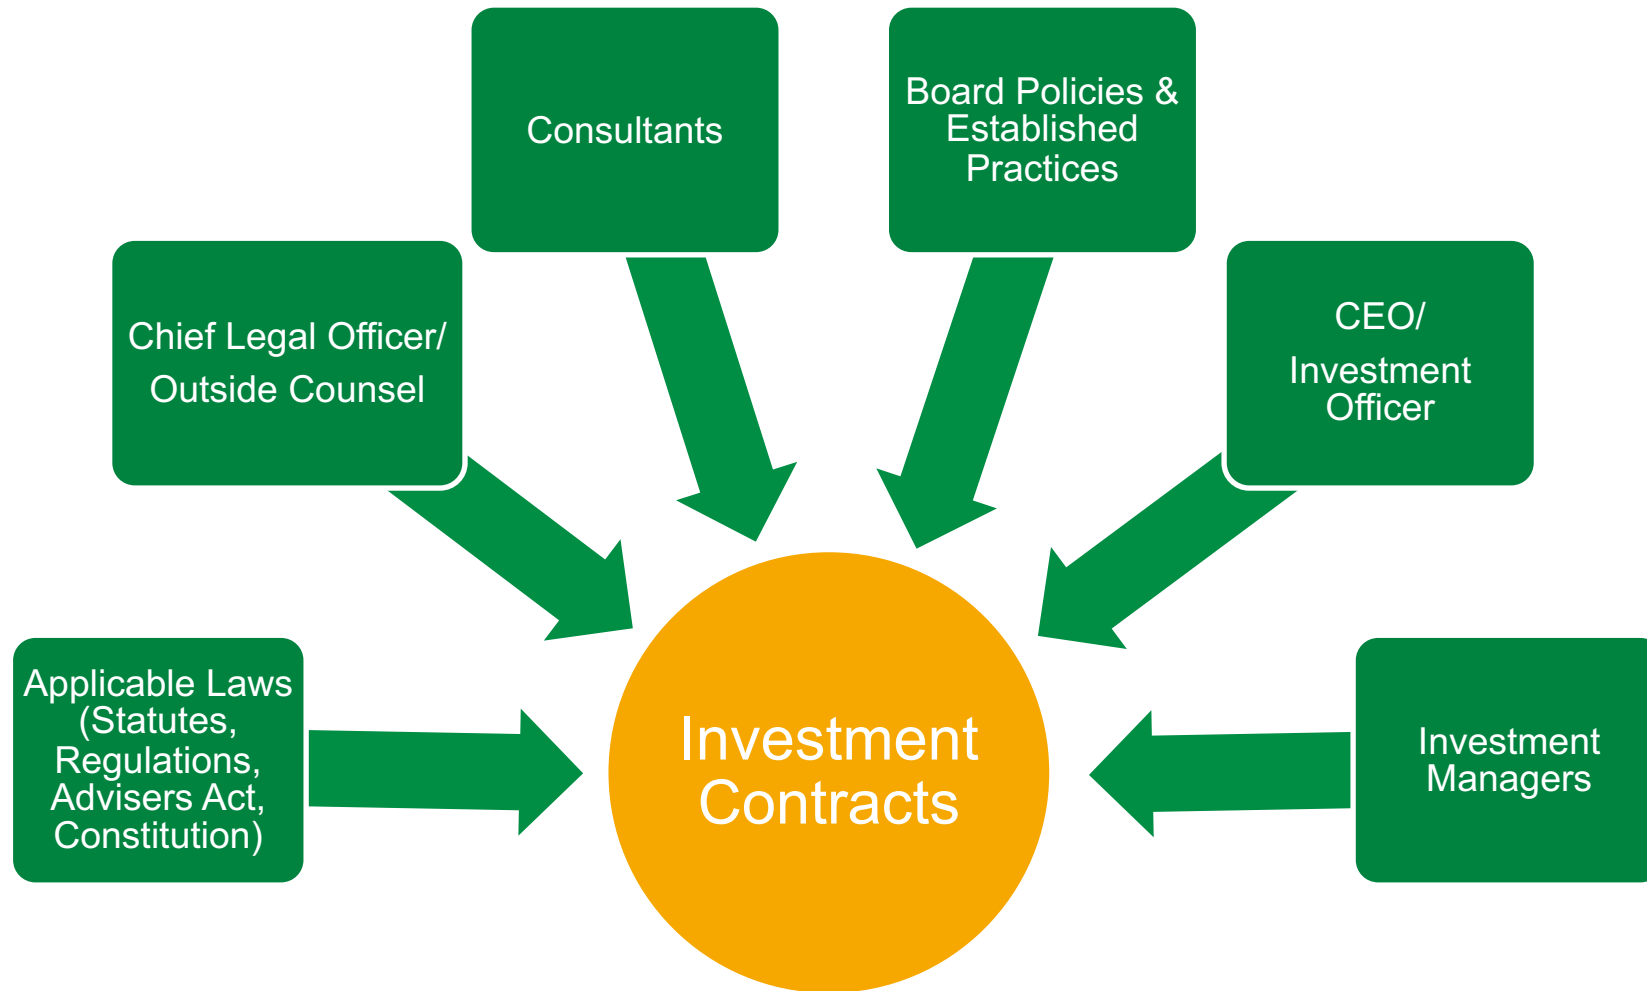 Consultants
Board Policies &
Established
Practices
Chief Legal Officer/
Outside Counsel
CEO/
Investment
Officer
Applicable Laws
(Statutes,
Regulations,
Advisers Act,
Constitution)
Investment
Contracts
Investment
Managers